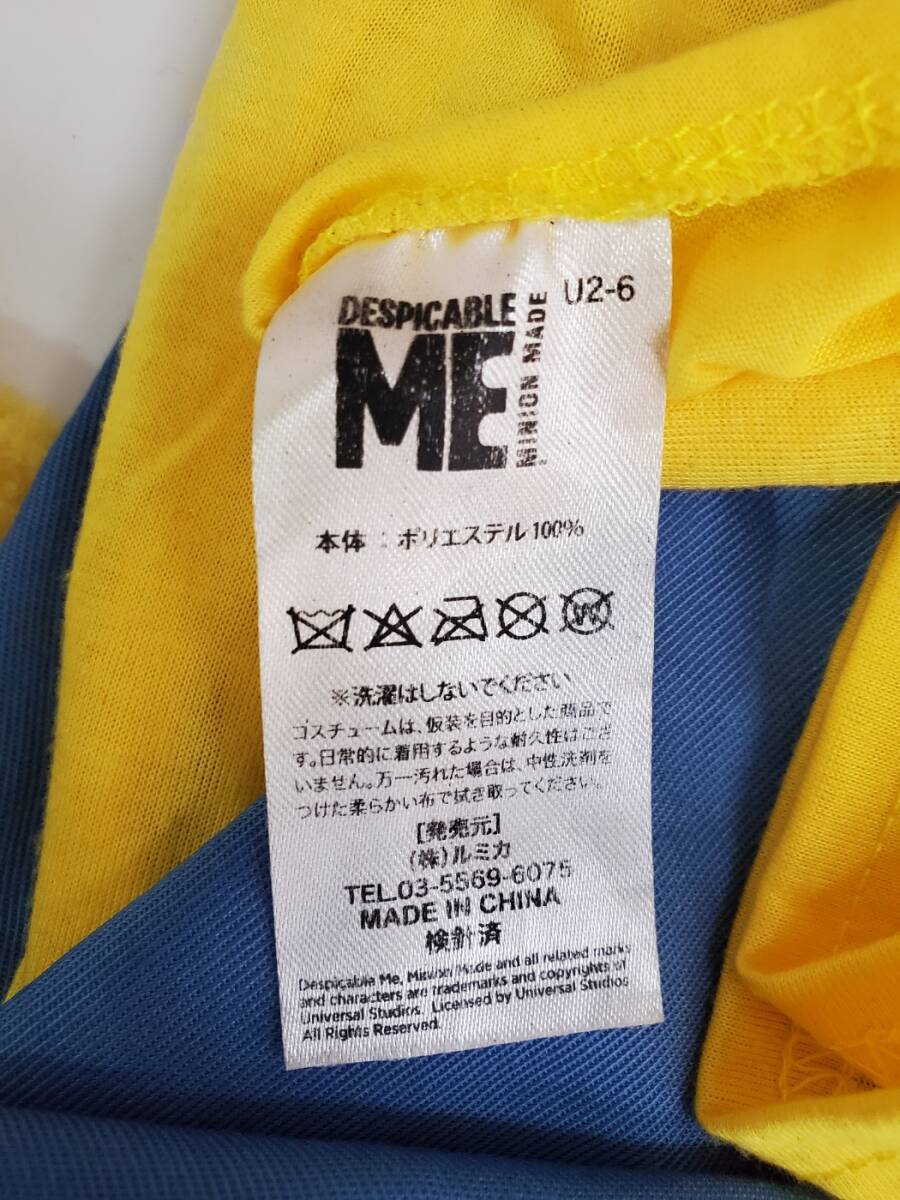 DESPICABLE
ME
MINION MADE
U2-6
本体 : ポリエステル 100%
W
※洗濯はしないでください
コスチュームは、仮装を目的とした商品で
す。日常的に着用するような耐久性はござ
いません。万一汚れた場合は、中性洗剤を
つけた柔らかい布で拭き取ってください。
[発売元]
(株)ルミカ
TEL.03-5569-6075
MADE IN CHINA
検針済
Despicable Me, Minion Made and all related marks
and characters are trademarks and copyrights of
Universal Studios. Licensed by Universal Studios
All Rights Reserved.